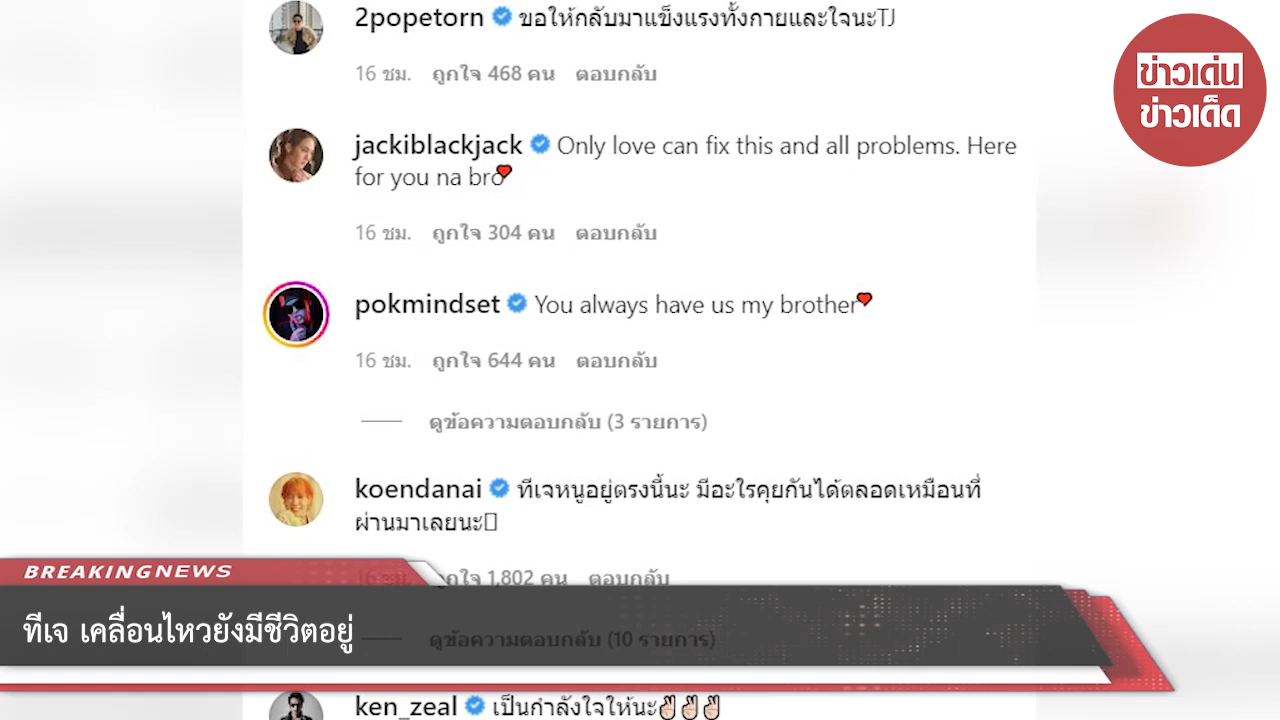 2popetorn ขอให้กลับมาแข็งแรงทั้งกายและใจนะTJ
16 ชม. ถูกใจ 468 คน ตอบกลับ
ข่าวเด่น
ข่าวเด็ด
jackiblackjack Only love can fix this and all problems. Here
for you na bro
16 ชม. ถูกใจ 304 คน ตอบกลับ
pokmindset You always have us my brother
16 ชม. ถูกใจ 644 คน ตอบกลับ
ดูข้อความตอบกลับ (3 รายการ)
koendanai ทีเจหนูอยู่ตรงนี้นะ มีอะไรคุยกันได้ตลอดเหมือนที่
ผ่านมาเลยนะ
16 ชม. ถูกใจ 1,802 คน ตอบกลับ
BREAKINGNEWS
ทีเจ เคลื่อนไหวยังมีชีวิตอยู่
ดูข้อความตอบกลับ (10 รายการ)
ken_zeal เป็นกำลังใจให้นะ✌🏻✌🏻✌🏻